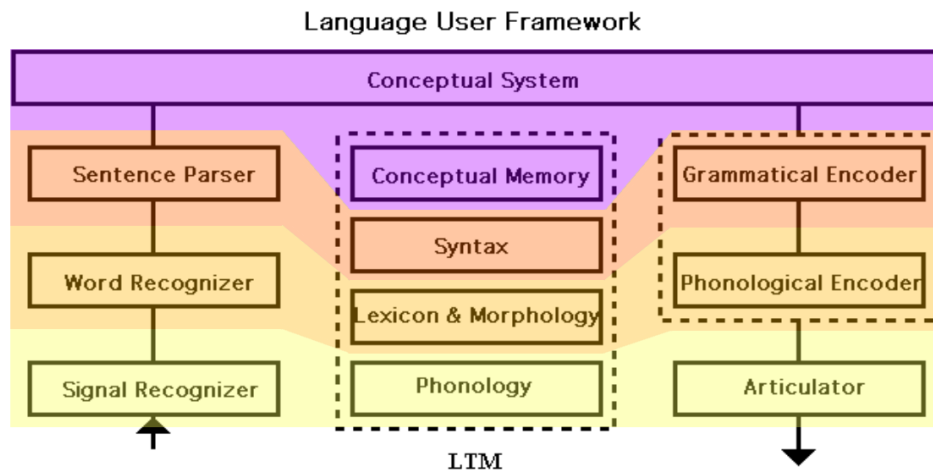 Language User Framework
Conceptual System
Sentence Parser
Conceptual Memory
Grammatical Encoder
Syntax
Word Recognizer
Lexicon & Morphology
Phonological Encoder
Signal Recognizer
Phonology
Articulator
LTM